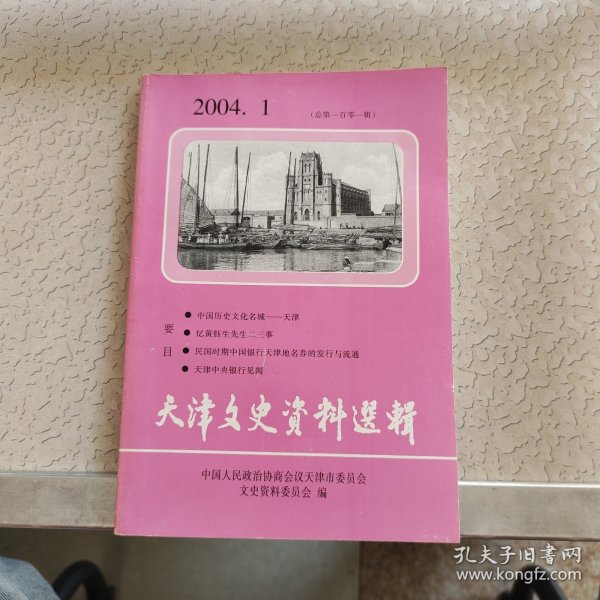 2004. 1
(总第一百零一辑)
要目
● 中国历史文化名城——天津
● 忆黄钰生先生二三事
● 民国时期中国银行天津地名券的发行与流通
● 天津中央银行见闻
天津文史資料選輯
中国人民政治协商会议天津市委员会
文史资料委员会 编
孔夫子旧书网
www.kongfz.com